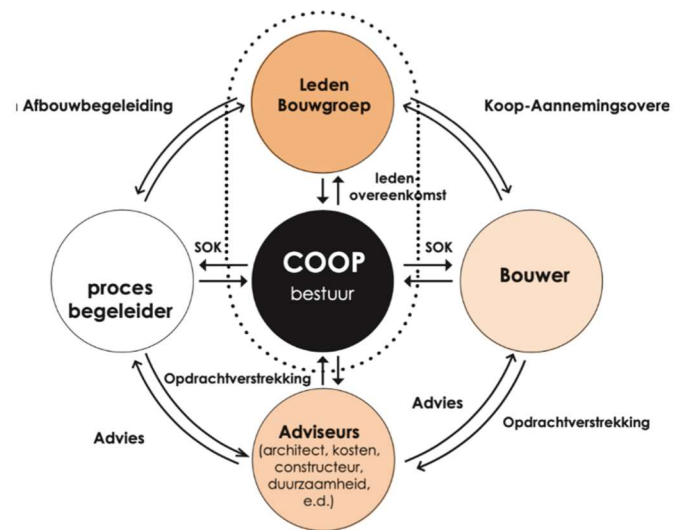 Leden
Bouwgroep
Afbouwbegeleiding
Koop-Aannemingsovere
leden
overeenkomst
SOK
COOP
bestuur
SOK
proces
begeleider
Bouwer
Opdrachtverstrekking
Advies
Adviseurs
(architect, kosten,
constructeur,
duurzaamheid,
e.d.)
Advies
Opdrachtverstrekking